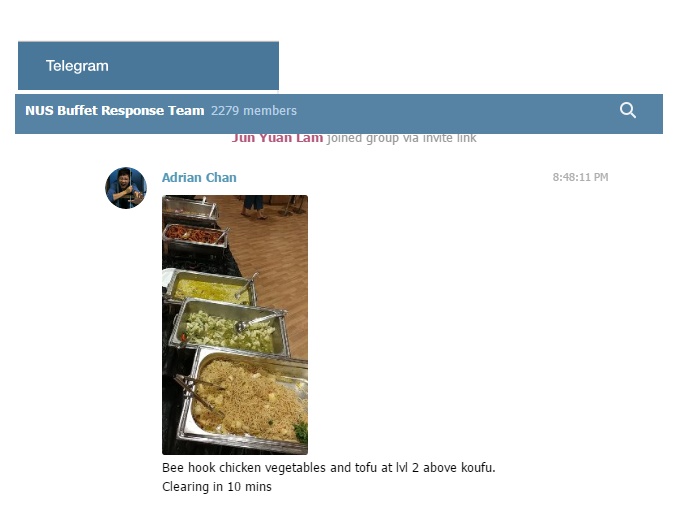 Telegram
NUS Buffet Response Team 2279 members
Jun Yuan Lam joined group via invite link
Adrian Chan 8:48:11 PM
Bee hook chicken vegetables and tofu at lvl 2 above koufu.
Clearing in 10 mins